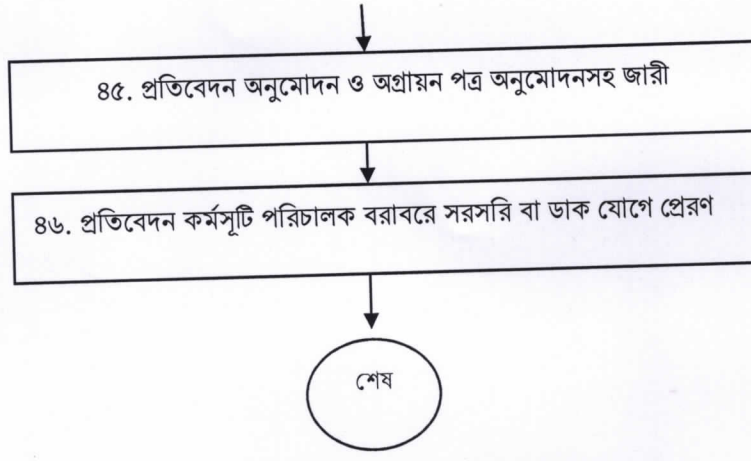 ৪৫. প্রতিবেদন অনুমোদন ও অগ্রায়ন পত্র অনুমোদনসহ জারী
৪৬. প্রতিবেদন কর্মসূচি পরিচালক বরাবরে সরসরি বা ডাক যোগে প্রেরণ
শেষ